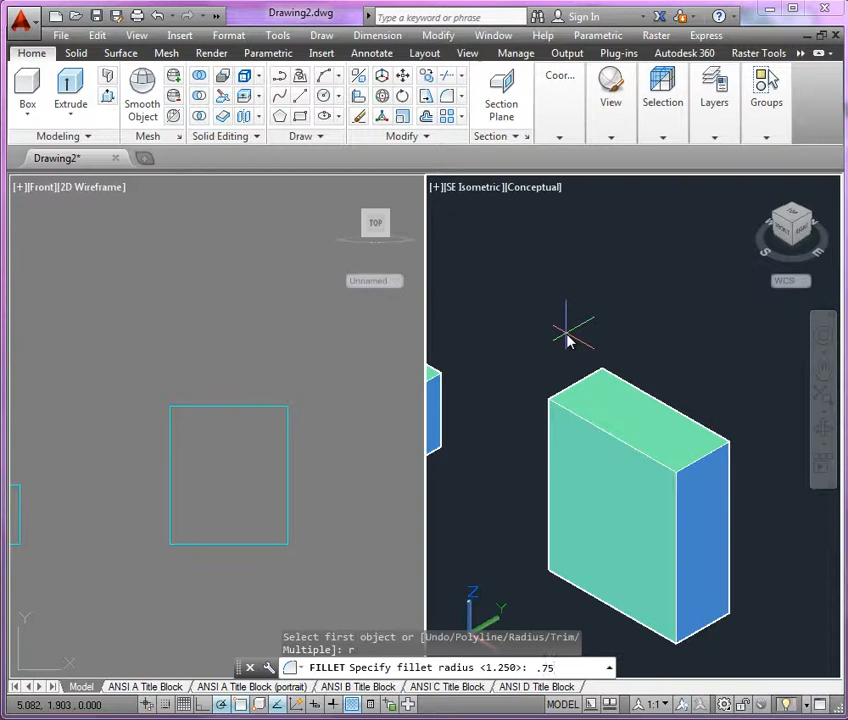 Drawing2.dwg
Type a keyword or phrase
Sign In
File Edit View Insert Format Tools Draw Dimension Modify Window Help Parametric Raster Express
Home Solid Surface Mesh Render Parametric Insert Annotate Layout View Manage Output Plug-ins Autodesk 360 Raster Tools
Box
Extrude
Smooth
Object
Section
Plane
Coor...
View
Selection
Layers
Groups
Modeling
Mesh
Solid Editing
Draw
Modify
Section
Drawing2*
[+][Front][2D Wireframe]
TOP
Unnamed
Y
X
[+][SE Isometric][Conceptual]
TOP
FRONT
RIGHT
W
S
E
WCS
Z
Y
Select first object or [Undo/Polyline/Radius/Trim/
Multiple]: r
FILLET Specify fillet radius <1.250>: .75
Model ANSI A Title Block ANSI A Title Block (portrait) ANSI B Title Block ANSI C Title Block ANSI D Title Block
5.082, 1.903, 0.000
MODEL
1:1